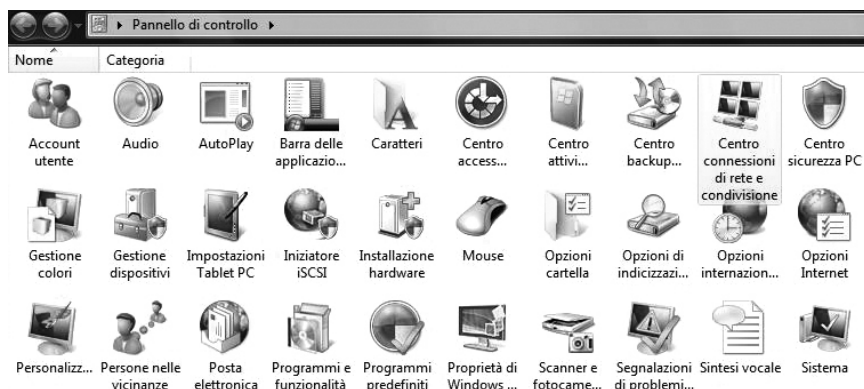 Pannello di controllo
Nome Categoria
Account Audio AutoPlay Barra delle Caratteri Centro Centro Centro Centro Centro
utente applicazio... access... attivi... backup... connessioni sicurezza PC
di rete e
condivisione
Gestione Gestione Impostazioni Iniziatore Installazione Mouse Opzioni Opzioni di Opzioni Opzioni
colori dispositivi Tablet PC iSCSI hardware cartella indicizzazi... internazion... Internet
Personalizz... Persone nelle Posta Programmi e Programmi Proprietà di Scanner e Segnalazioni Sintesi vocale Sistema
vicinanze elettronica funzionalità predefiniti Windows ... fotocame... di problemi...